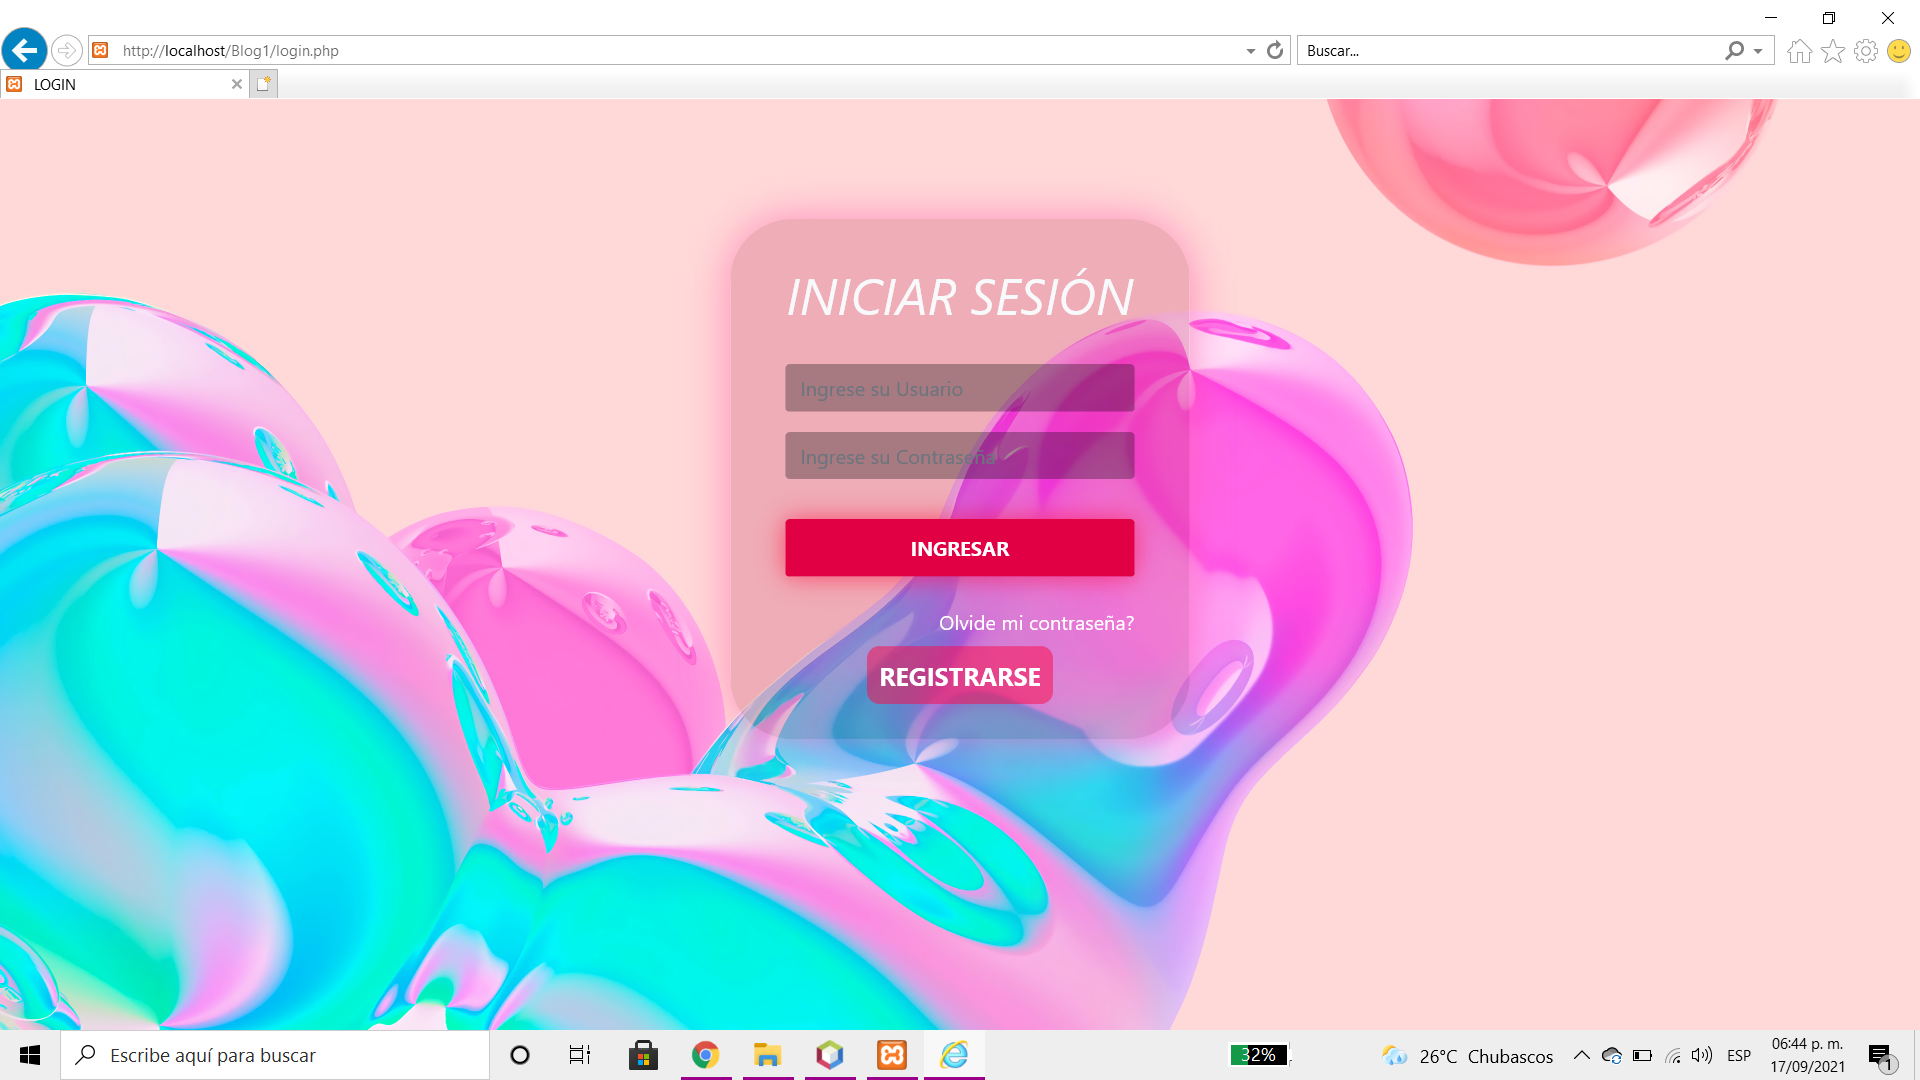 http://localhost/Blog1/login.php
Buscar...
LOGIN
INICIAR SESIÓN
Ingrese su Usuario
Ingrese su Contraseña
INGRESAR
Olvide mi contraseña?
REGISTRARSE
Escribe aquí para buscar
32%
26°C Chubascos
ESP
06:44 p. m.
17/09/2021
1